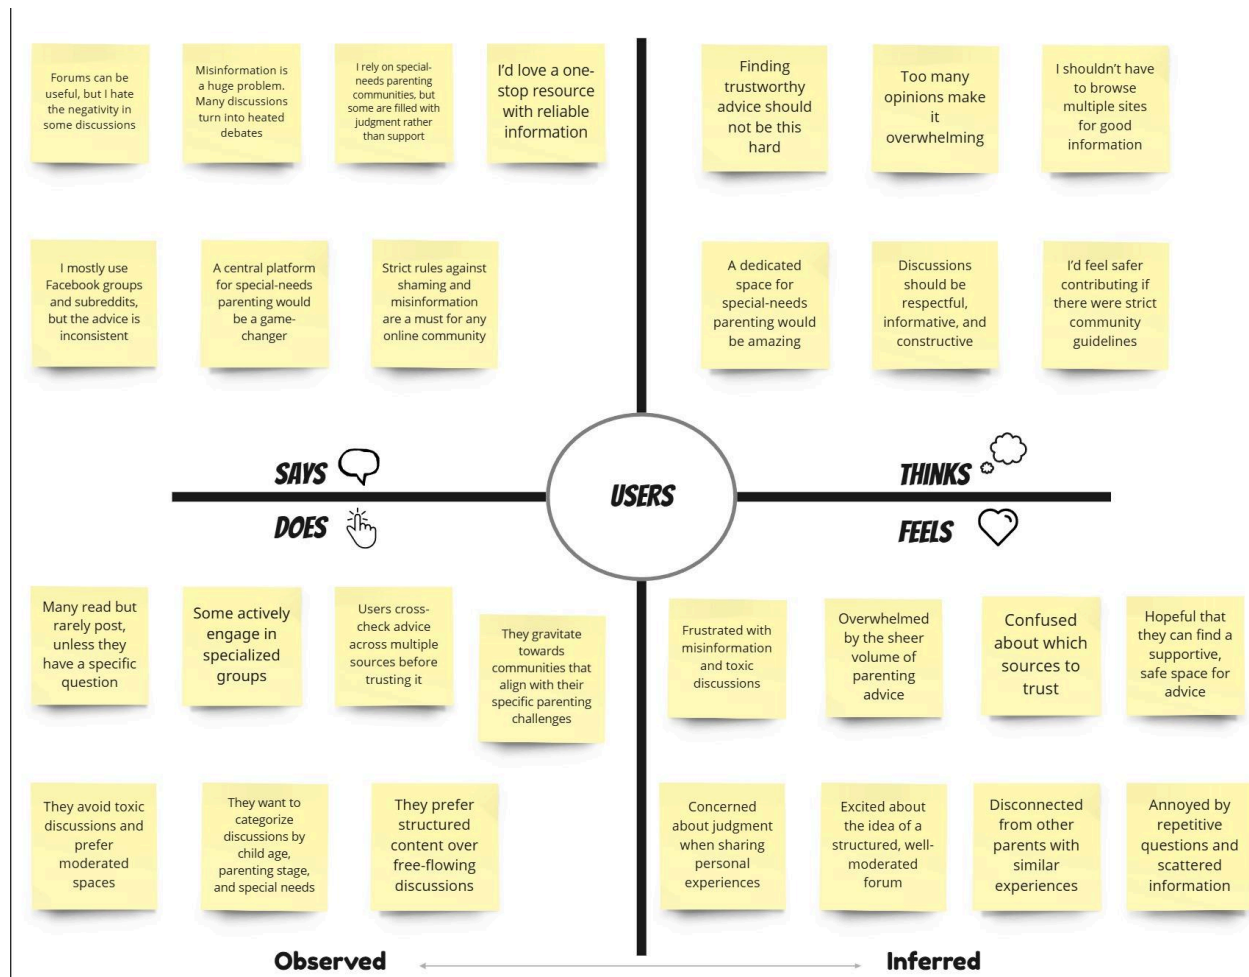 Forums can be
useful, but I hate
the negativity in
some discussions
Misinformation is
a huge problem.
Many discussions
turn into heated
debates
I rely on special-
needs parenting
communities, but
some are filled with
judgment rather
than support
I'd love a one-
stop resource
with reliable
information
I mostly use
Facebook groups
and subreddits,
but the advice is
inconsistent
A central platform
for special-needs
parenting would
be a game-
changer
Strict rules against
shaming and
misinformation
are a must for any
online community
Finding
trustworthy
advice should
not be this
hard
Too many
opinions make
it
overwhelming
I shouldn't have
to browse
multiple sites
for good
information
A dedicated
space for
special-needs
parenting would
be amazing
Discussions
should be
respectful,
informative, and
constructive
I'd feel safer
contributing if
there were strict
community
guidelines
SAYS
THINKS
USERS
DOES
FEELS
Many read but
rarely post,
unless they
have a specific
question
Some actively
engage in
specialized
groups
Users cross-
check advice
across multiple
sources before
trusting it
They gravitate
towards
communities that
align with their
specific parenting
challenges
They avoid toxic
discussions and
prefer
moderated
spaces
They want to
categorize
discussions by
child age,
parenting stage,
and special needs
They prefer
structured
content over
free-flowing
discussions
Frustrated with
misinformation
and toxic
discussions
Overwhelmed
by the sheer
volume of
parenting
advice
Confused
about which
sources to
trust
Hopeful that
they can find a
supportive,
safe space for
advice
Concerned
about judgment
when sharing
personal
experiences
Excited about
the idea of a
structured, well-
moderated
forum
Disconnected
from other
parents with
similar
experiences
Annoyed by
repetitive
questions and
scattered
information
Observed
Inferred